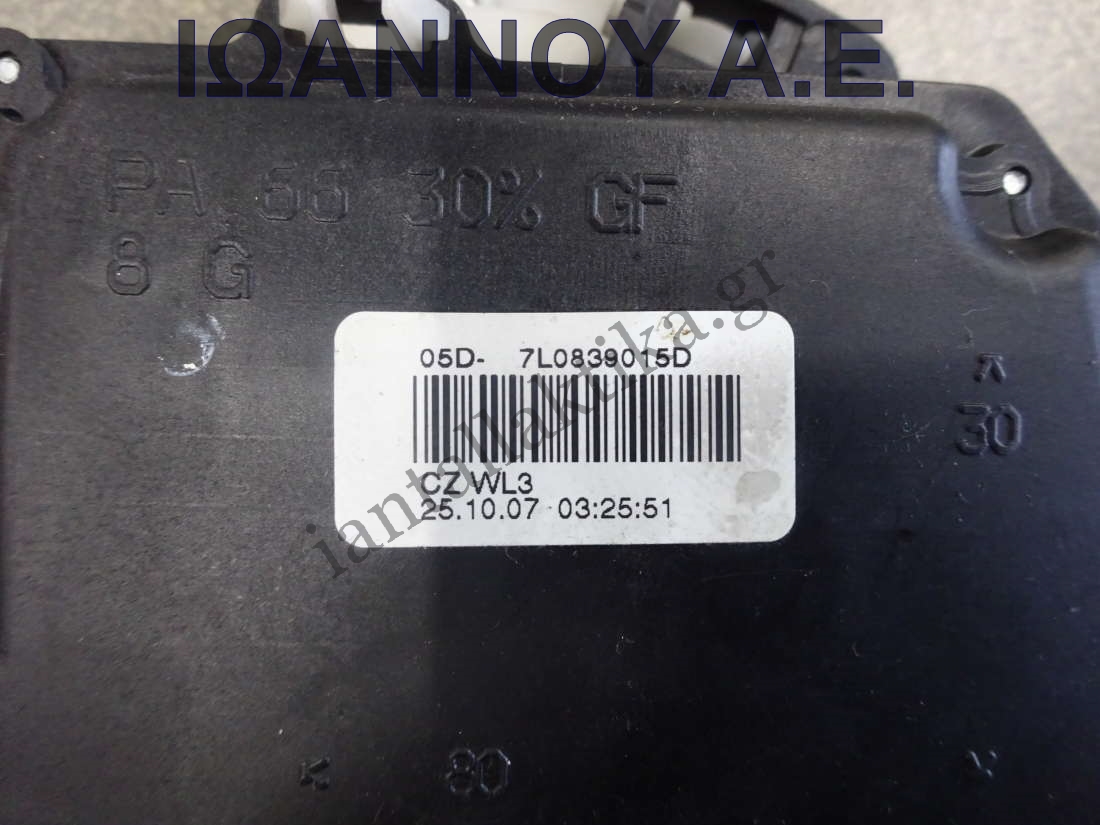 ΙΩΑΝΝΟΥ Α.Ε.
PA 66 30% GF
8 G
05D- 7L0839015D
CZ WL3
25.10.07 03:25:51
iantallaktika.gr
30
80